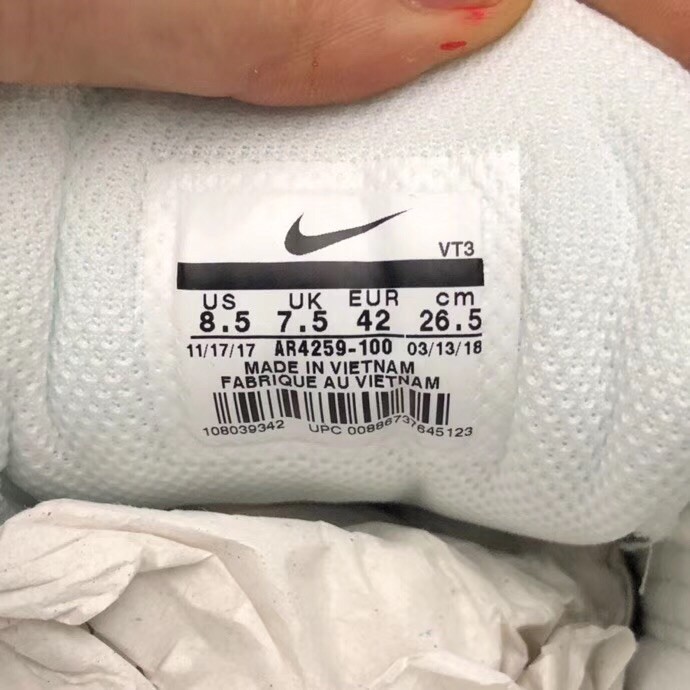 VT3
US UK EUR cm
8.5 7.5 42 26.5
11/17/17 AR4259-100 03/13/18
MADE IN VIETNAM
FABRIQUE AU VIETNAM
108039342 UPC 00886737645123